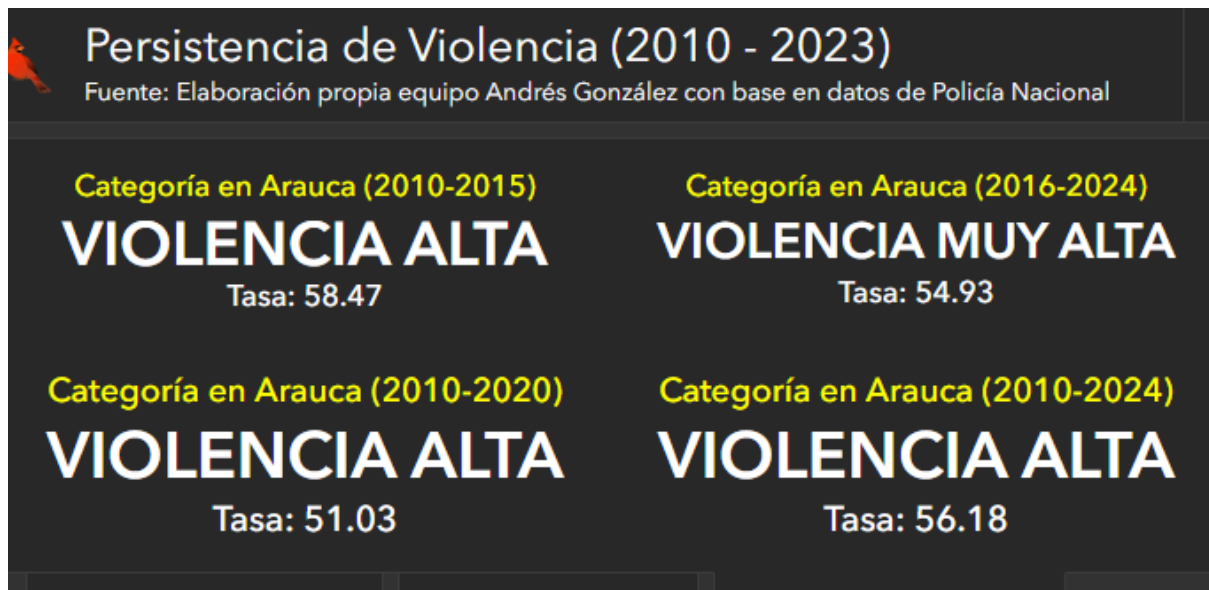 Persistencia de Violencia (2010 - 2023)
Fuente: Elaboración propia equipo Andrés González con base en datos de Policía Nacional
Categoría en Arauca (2010-2015)
VIOLENCIA ALTA
Tasa: 58.47
Categoría en Arauca (2016-2024)
VIOLENCIA MUY ALTA
Tasa: 54.93
Categoría en Arauca (2010-2020)
VIOLENCIA ALTA
Tasa: 51.03
Categoría en Arauca (2010-2024)
VIOLENCIA ALTA
Tasa: 56.18